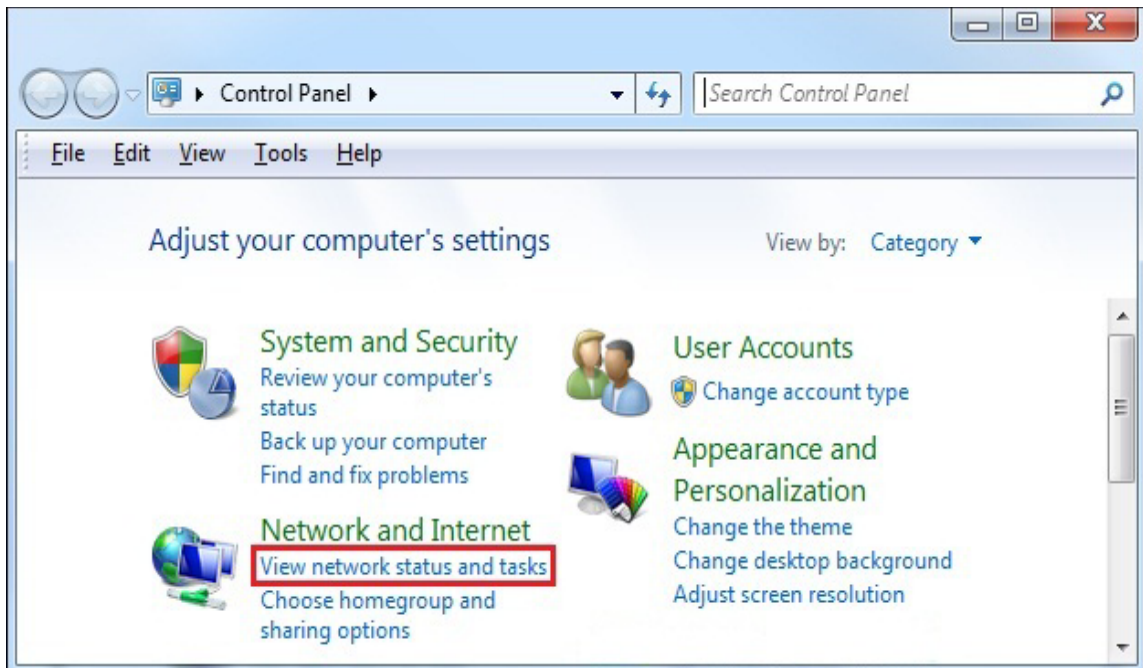 Control Panel
Search Control Panel
File Edit View Tools Help
Adjust your computer's settings
View by: Category
System and Security
Review your computer's
status
Back up your computer
Find and fix problems
Network and Internet
View network status and tasks
Choose homegroup and
sharing options
User Accounts
Change account type
Appearance and
Personalization
Change the theme
Change desktop background
Adjust screen resolution